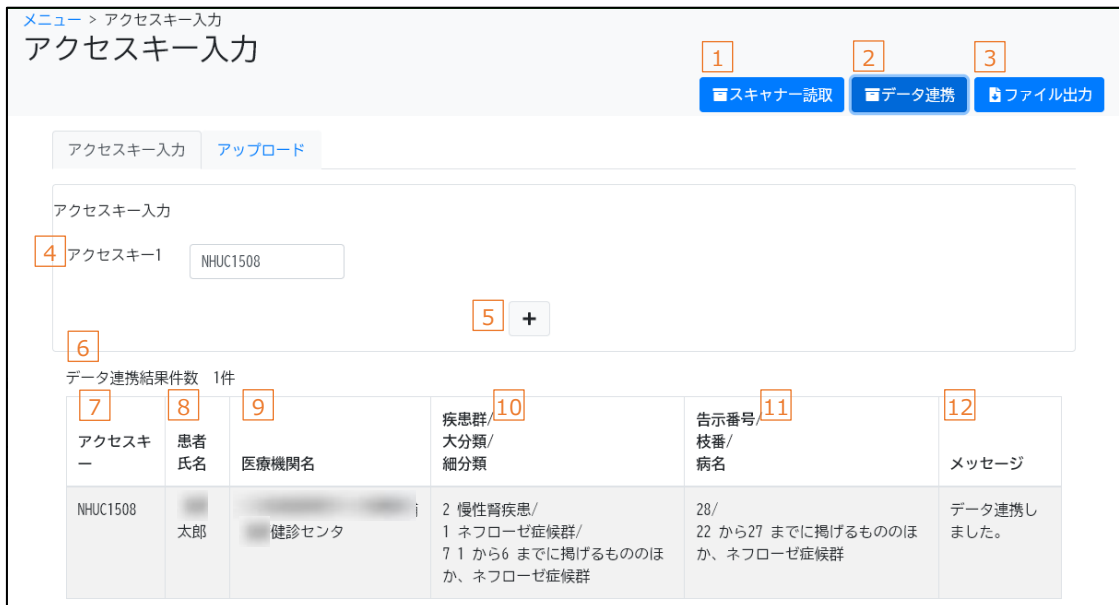 メニュー > アクセスキー入力
アクセスキー入力
1
2
3
スキャナー読取
データ連携
ファイル出力
アクセスキー入力
アップロード
アクセスキー入力
4
アクセスキー1
NHUC1508
5
+
6
データ連携結果件数 1件
7
8
9
10
11
12
アクセスキ
ー
患者
氏名
医療機関名
疾患群/
大分類/
細分類
告示番号/
枝番/
病名
メッセージ
NHUC1508
太郎
健診センタ
2 慢性腎疾患/
1 ネフローゼ症候群/
7 1 から6 までに掲げるもののほ
か、ネフローゼ症候群
28/
22 から27 までに掲げるもののほ
か、ネフローゼ症候群
データ連携し
ました。